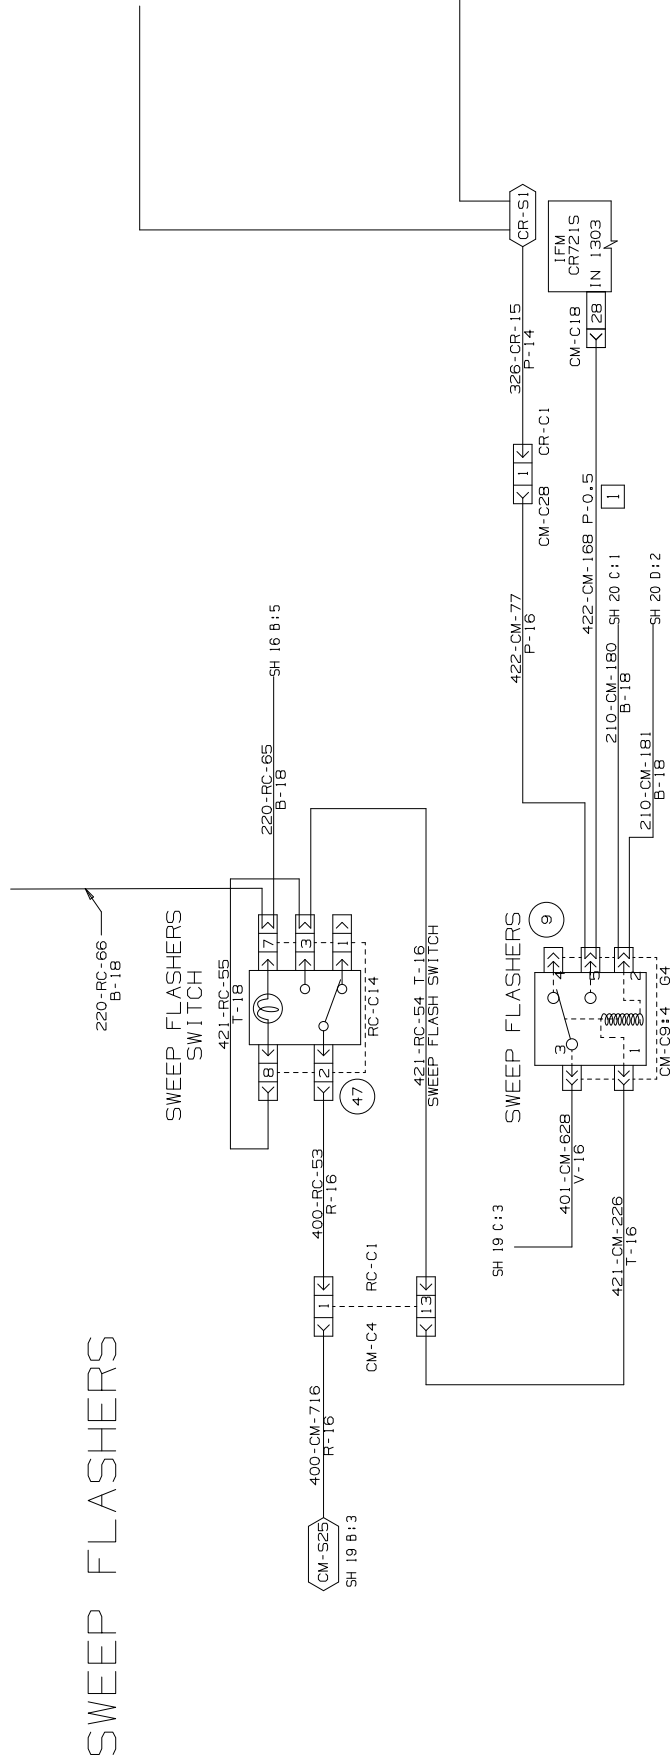 SWEEP FLASHERS
CM-S25
SH 19 B:3
400-CM-716
R-16
1
CM-C4
RC-C1
13
400-RC-53
R-16
47
SWEEP FLASHERS
SWITCH
421-RC-55
T-18
8
2
7
3
1
RC-C14
220-RC-66
B-18
220-RC-65
B-18
SH 16 B:5
421-RC-54 T-16
SWEEP FLASH SWITCH
SH 19 C:3
401-CM-628
V-16
421-CM-226
T-16
SWEEP FLASHERS
9
3
1
4
5
2
CM-C9:4
G4
422-CM-77
P-16
CM-C28
1
CR-C1
326-CR-15
P-14
CR-S1
422-CM-168 P-0.5
1
CM-C18
28
IN 1303
IFM
CR721S
210-CM-180
B-18
SH 20 C:1
210-CM-181
B-18
SH 20 D:2